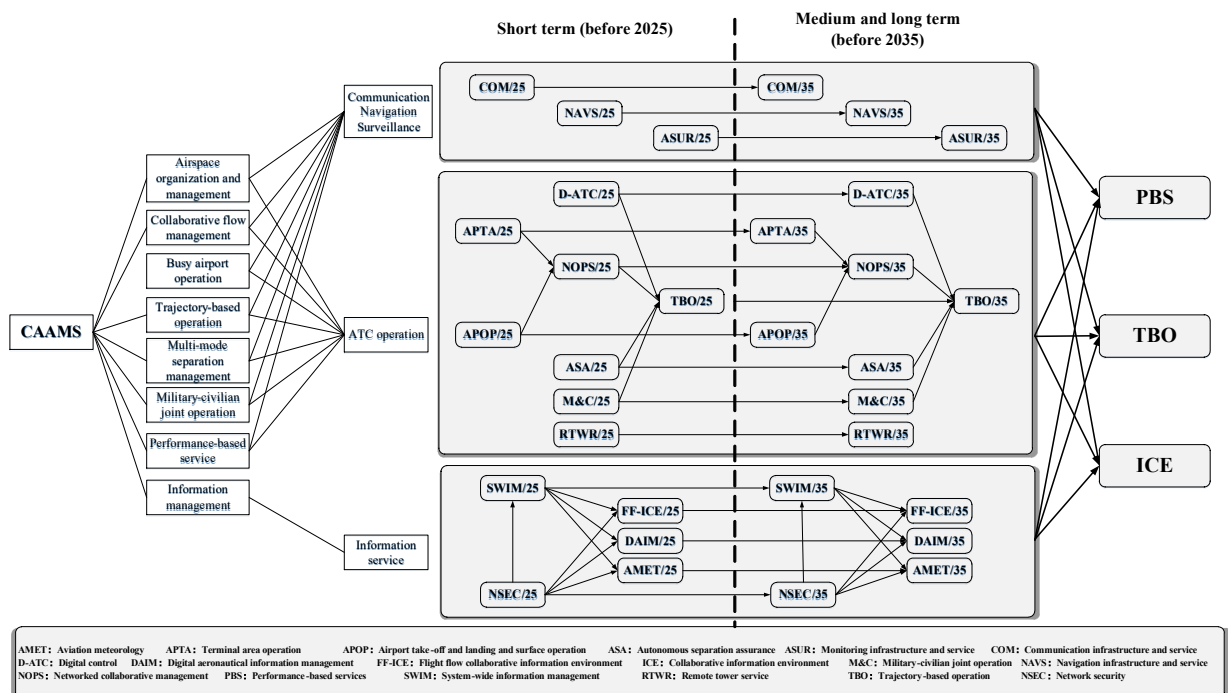 Short term (before 2025)
Medium and long term
(before 2035)
CAAMS
Airspace
organization and
management
Collaborative flow
management
Busy airport
operation
Trajectory-based
operation
Multi-mode
separation
management
Military-civilian
joint operation
Performance-based
service
Information
management
Communication
Navigation
Surveillance
ATC operation
Information
service
COM/25
COM/35
NAVS/25
NAVS/35
ASUR/25
ASUR/35
D-ATC/25
D-ATC/35
APTA/25
APTA/35
NOPS/25
NOPS/35
TBO/25
TBO/35
APOP/25
APOP/35
ASA/25
ASA/35
M&C/25
M&C/35
RTWR/25
RTWR/35
SWIM/25
SWIM/35
FF-ICE/25
FF-ICE/35
DAIM/25
DAIM/35
AMET/25
AMET/35
NSEC/25
NSEC/35
PBS
TBO
ICE
AMET: Aviation meteorology APTA: Terminal area operation APOP: Airport take-off and landing and surface operation ASA: Autonomous separation assurance ASUR: Monitoring infrastructure and service COM: Communication infrastructure and service
D-ATC: Digital control DAIM: Digital aeronautical information management FF-ICE: Flight flow collaborative information environment ICE: Collaborative information environment M&C: Military-civilian joint operation NAVS: Navigation infrastructure and service
NOPS: Networked collaborative management PBS: Performance-based services SWIM: System-wide information management RTWR: Remote tower service TBO: Trajectory-based operation NSEC: Network security